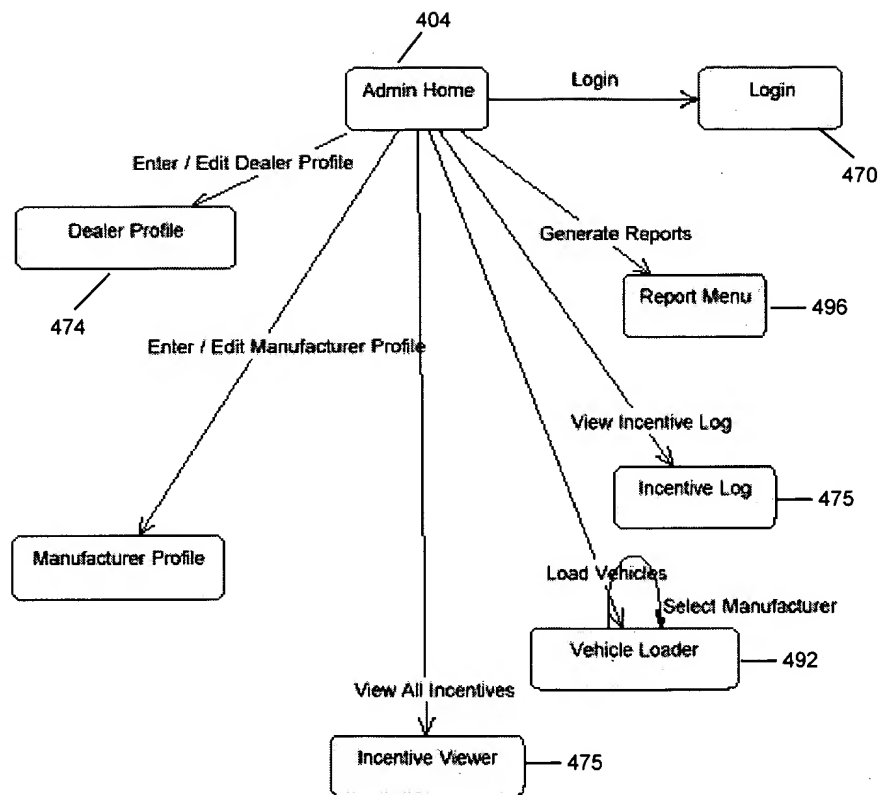 404
Admin Home
Login
Login
470
Enter / Edit Dealer Profile
Dealer Profile
474
Generate Reports
Report Menu
496
Enter / Edit Manufacturer Profile
View Incentive Log
Incentive Log
475
Manufacturer Profile
Load Vehicles
Select Manufacturer
Vehicle Loader
492
View All Incentives
Incentive Viewer
475